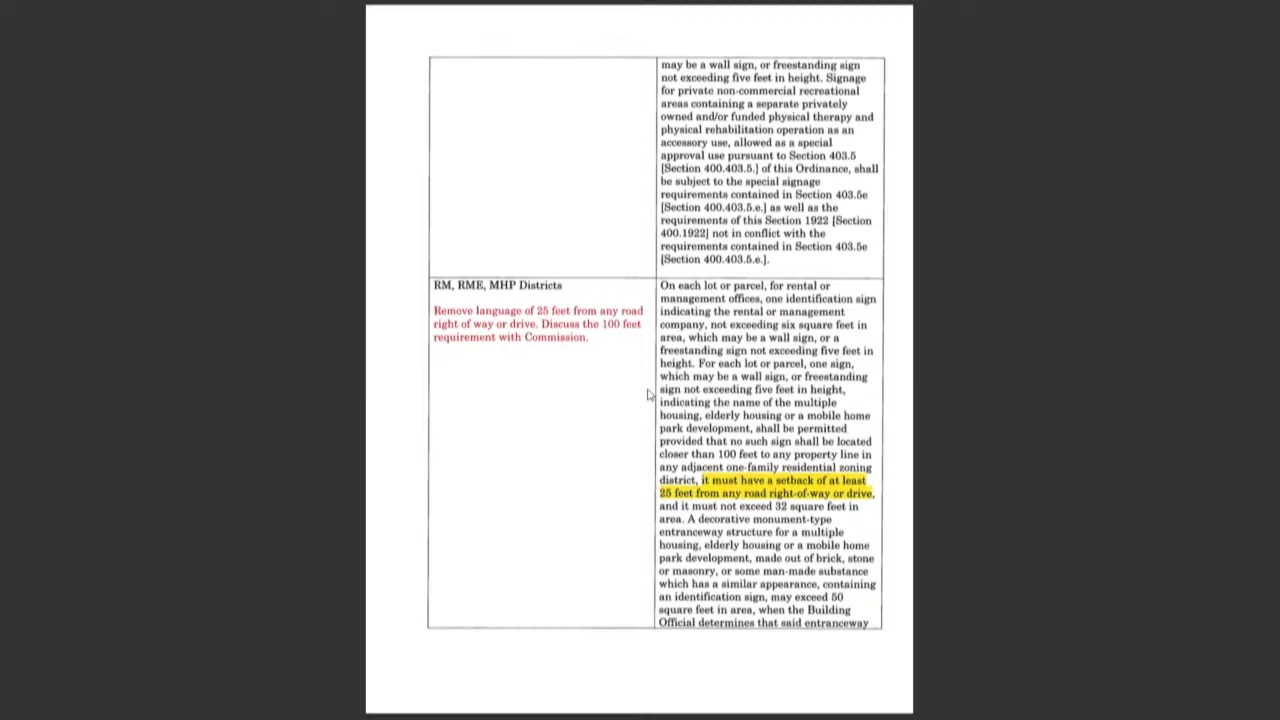 may be a wall sign, or freestanding sign
not exceeding five feet in height. Signage
for private non-commercial recreational
areas containing a separate privately
owned and/or funded physical therapy and
physical rehabilitation operation as an
accessory use, allowed as a special
approval use pursuant to Section 403.5
[Section 400.403.5.] of this Ordinance, shall
be subject to the special signage
requirements contained in Section 403.5e
[Section 400.403.5.e.] as well as the
requirements of this Section 1922 [Section
400.1922] not in conflict with the
requirements contained in Section 403.5e
[Section 400.403.5.e.].
RM, RME, MHP Districts
Remove language of 25 feet from any road
right of way or drive. Discuss the 100 feet
requirement with Commission.
On each lot or parcel, for rental or
management offices, one identification sign
indicating the rental or management
company, not exceeding six square feet in
area, which may be a wall sign, or a
freestanding sign not exceeding five feet in
height. For each lot or parcel, one sign,
which may be a wall sign, or freestanding
sign not exceeding five feet in height,
indicating the name of the multiple
housing, elderly housing or a mobile home
park development, shall be permitted
provided that no such sign shall be located
closer than 100 feet to any property line in
any adjacent one-family residential zoning
district, it must have a setback of at least
25 feet from any road right-of-way or drive,
and it must not exceed 32 square feet in
area. A decorative monument-type
entranceway structure for a multiple
housing, elderly housing or a mobile home
park development, made out of brick, stone
or masonry, or some man-made substance
which has a similar appearance, containing
an identification sign, may exceed 50
square feet in area, when the Building
Official determines that said entranceway